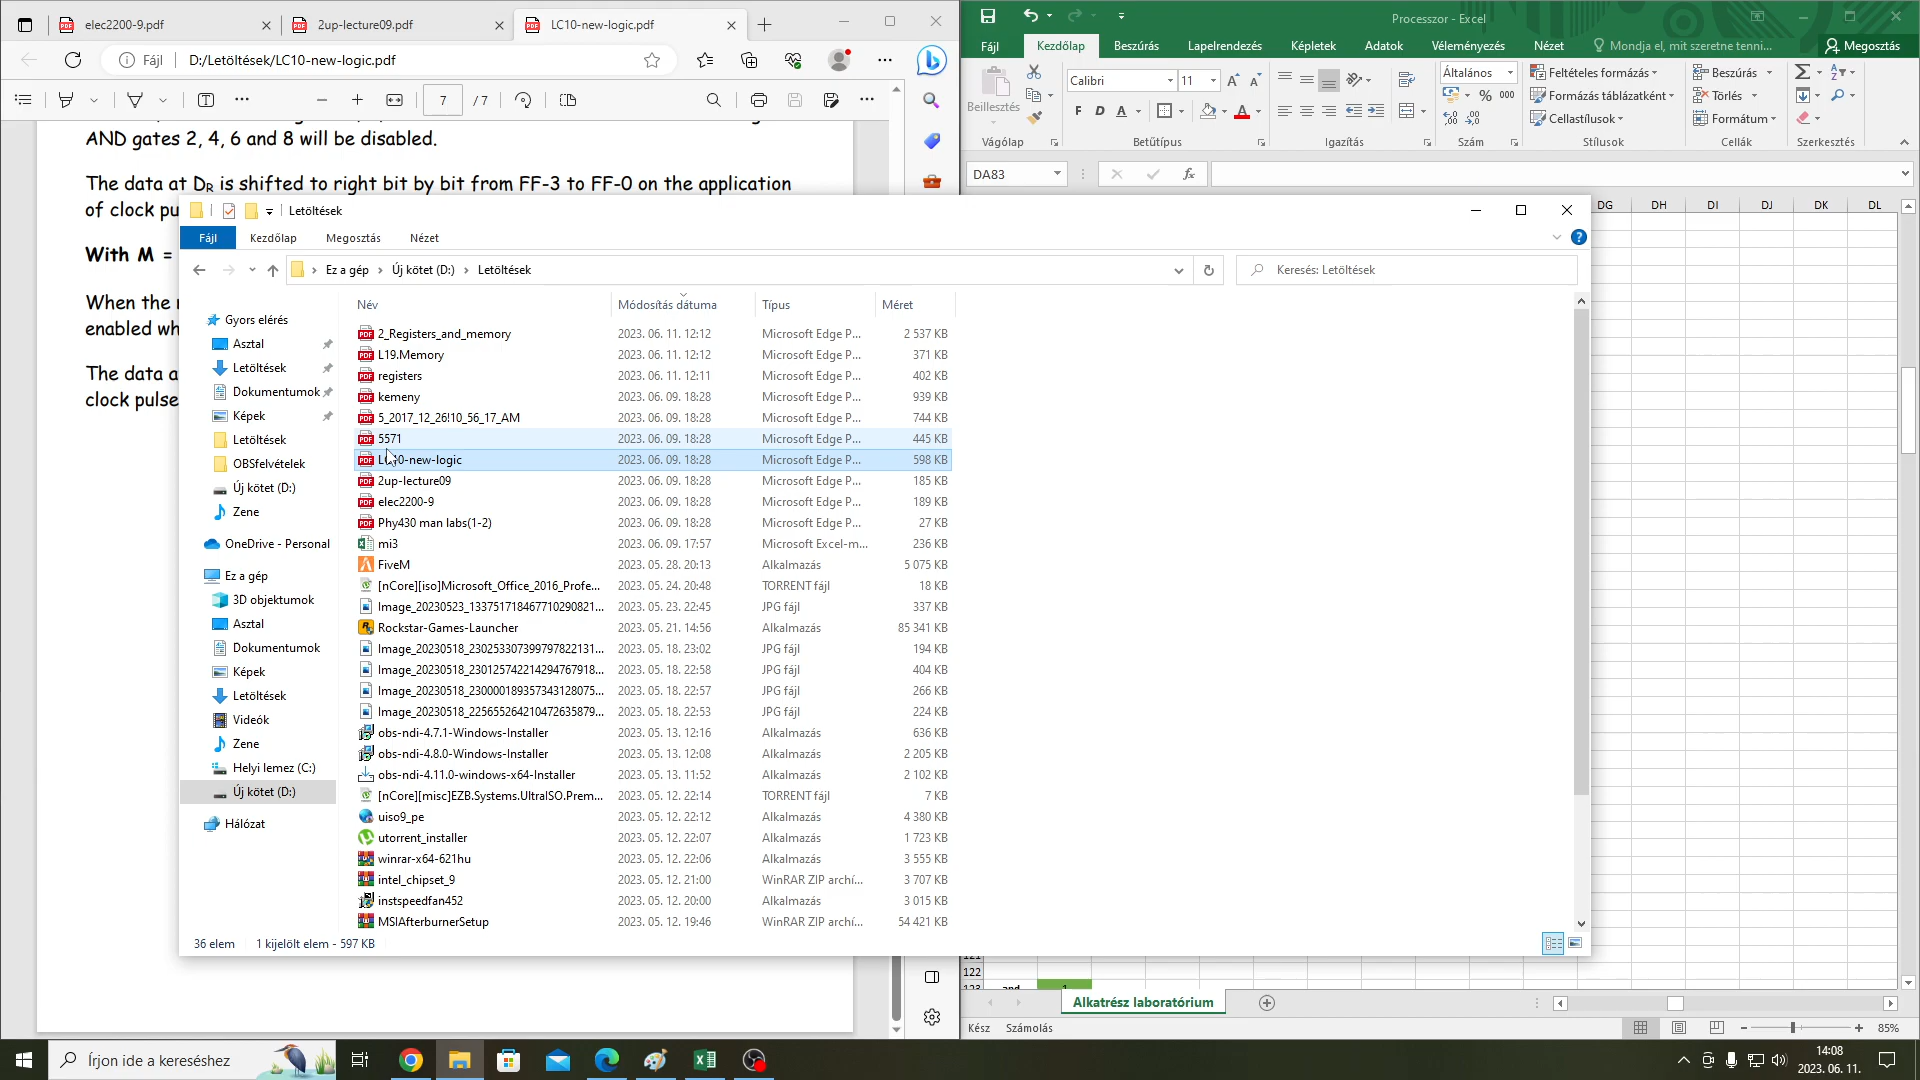 elec2200-9.pdf
2up-lecture09.pdf
LC10-new-logic.pdf
Fájl
D:/Letöltések/LC10-new-logic.pdf
7
/ 7
AND gates 2, 4, 6 and 8 will be disabled.
The data at DR is shifted to right bit by bit from FF-3 to FF-0 on the application
of clock pu
With M =
When the
enabled wh
The data a
clock pulse
Processzor - Excel
Fájl
Kezdőlap
Beszúrás
Lapelrendezés
Képletek
Adatok
Véleményezés
Nézet
Mondja el, mit szeretne tenni...
Megosztás
Beillesztés
Calibri
11
F
D
A
Általános
%
000
Feltételes formázás
Formázás táblázatként
Cellastílusok
Beszúrás
Törlés
Formátum
Vágólap
Betűtípus
Igazítás
Szám
Stílusok
Cellák
Szerkesztés
DA83
fx
DG
DH
DI
DJ
DK
DL
122
and
1
Alkatrész laboratórium
Kész
Számolás
85%
Letöltések
Fájl
Kezdőlap
Megosztás
Nézet
Ez a gép
Új kötet (D:)
Letöltések
Keresés: Letöltések
Gyors elérés
Asztal
Letöltések
Dokumentumok
Képek
Letöltések
OBSfelvételek
Új kötet (D:)
Zene
OneDrive - Personal
Ez a gép
3D objektumok
Asztal
Dokumentumok
Képek
Letöltések
Videók
Zene
Helyi lemez (C:)
Új kötet (D:)
Hálózat
Név Módosítás dátuma Típus Méret
2_Registers_and_memory 2023. 06. 11. 12:12 Microsoft Edge P... 2 537 KB
L19.Memory 2023. 06. 11. 12:12 Microsoft Edge P... 371 KB
registers 2023. 06. 11. 12:11 Microsoft Edge P... 402 KB
kemeny 2023. 06. 09. 18:28 Microsoft Edge P... 939 KB
5_2017_12_26!10_56_17_AM 2023. 06. 09. 18:28 Microsoft Edge P... 744 KB
5571 2023. 06. 09. 18:28 Microsoft Edge P... 445 KB
LC10-new-logic 2023. 06. 09. 18:28 Microsoft Edge P... 598 KB
2up-lecture09 2023. 06. 09. 18:28 Microsoft Edge P... 185 KB
elec2200-9 2023. 06. 09. 18:28 Microsoft Edge P... 189 KB
Phy430 man labs(1-2) 2023. 06. 09. 18:28 Microsoft Edge P... 27 KB
mi3 2023. 06. 09. 17:57 Microsoft Excel-m... 236 KB
FiveM 2023. 05. 28. 20:13 Alkalmazás 5 075 KB
[nCore][iso]Microsoft_Office_2016_Profe... 2023. 05. 24. 20:48 TORRENT fájl 18 KB
Image_20230523_133751718467710290821... 2023. 05. 23. 22:45 JPG fájl 337 KB
Rockstar-Games-Launcher 2023. 05. 21. 14:56 Alkalmazás 85 341 KB
Image_20230518_230253307399797822131... 2023. 05. 18. 23:02 JPG fájl 194 KB
Image_20230518_230125742214294767918... 2023. 05. 18. 22:58 JPG fájl 404 KB
Image_20230518_230000189357343128075... 2023. 05. 18. 22:57 JPG fájl 266 KB
Image_20230518_225655264210472635879... 2023. 05. 18. 22:53 JPG fájl 224 KB
obs-ndi-4.7.1-Windows-Installer 2023. 05. 13. 12:16 Alkalmazás 636 KB
obs-ndi-4.8.0-Windows-Installer 2023. 05. 13. 12:08 Alkalmazás 2 205 KB
obs-ndi-4.11.0-windows-x64-Installer 2023. 05. 13. 11:52 Alkalmazás 2 102 KB
[nCore][misc]EZB.Systems.UltraISO.Prem... 2023. 05. 12. 22:14 TORRENT fájl 7 KB
uiso9_pe 2023. 05. 12. 22:12 Alkalmazás 4 380 KB
utorrent_installer 2023. 05. 12. 22:07 Alkalmazás 1 723 KB
winrar-x64-621hu 2023. 05. 12. 22:06 Alkalmazás 3 555 KB
intel_chipset_9 2023. 05. 12. 21:00 WinRAR ZIP archí... 3 707 KB
instspeedfan452 2023. 05. 12. 20:00 Alkalmazás 3 015 KB
MSIAfterburnerSetup 2023. 05. 12. 19:46 WinRAR ZIP archí... 54 421 KB
36 elem
1 kijelölt elem - 597 KB
Írjon ide a kereséshez
14:08
2023. 06. 11.